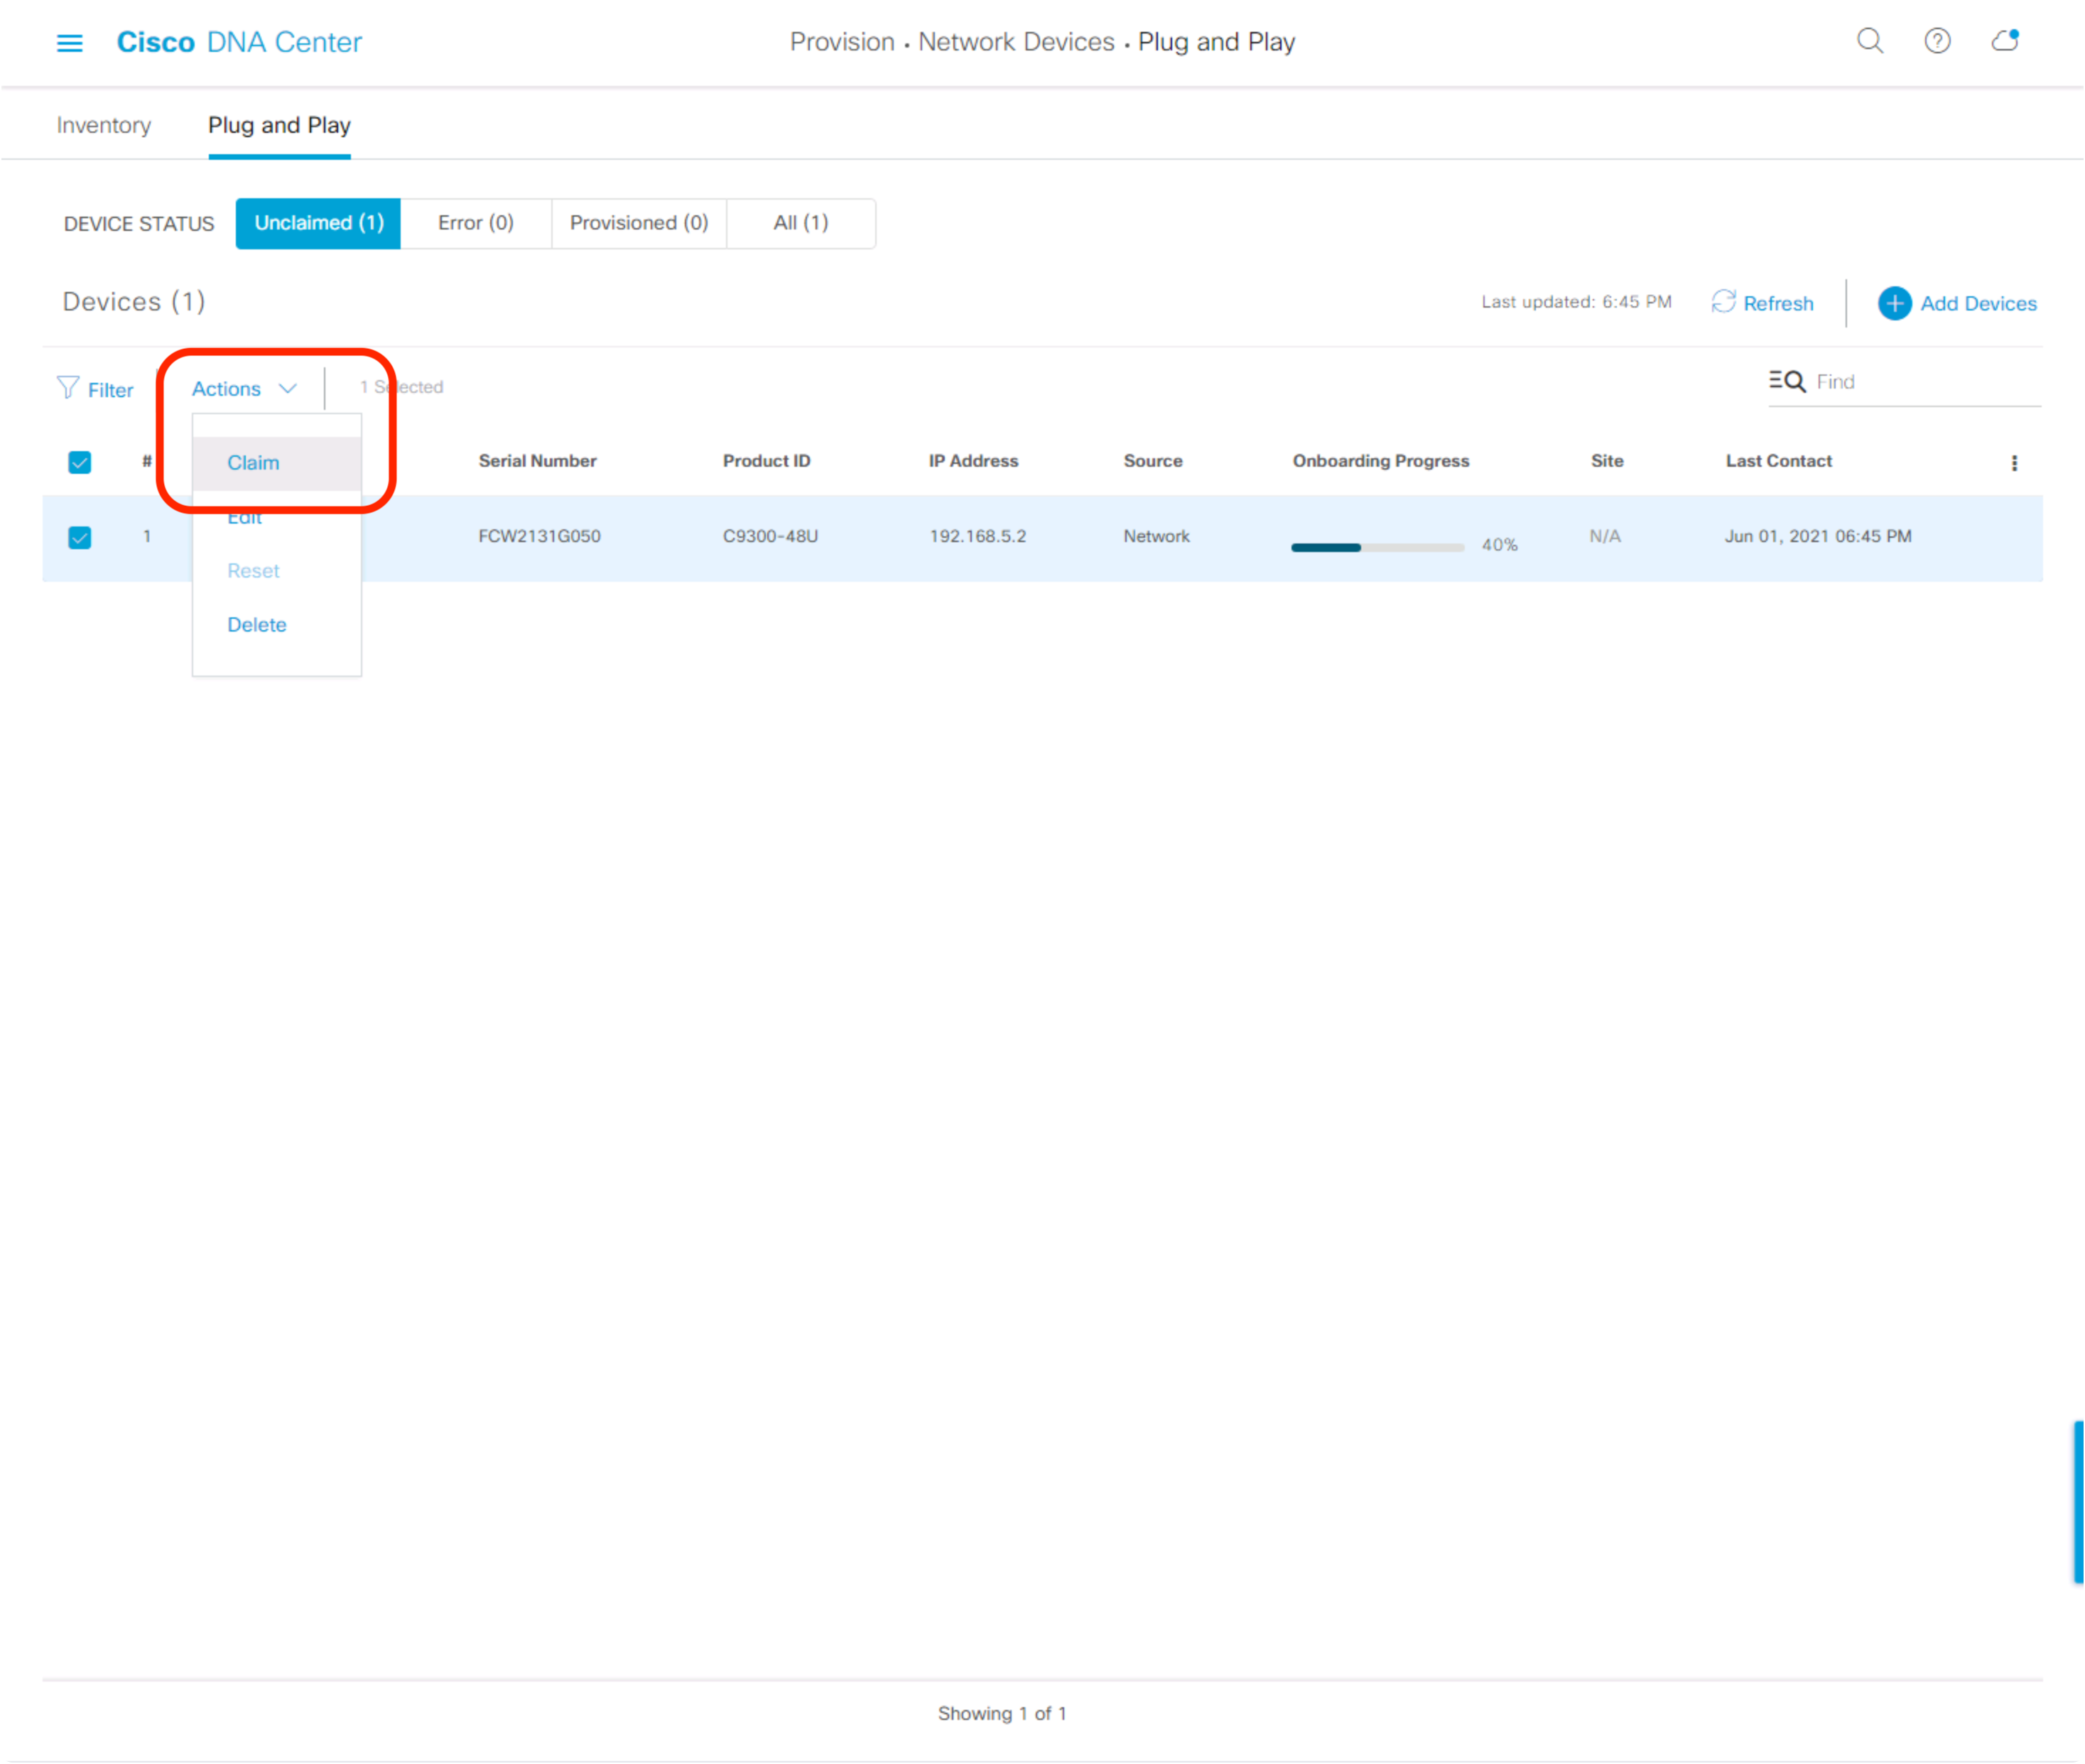 Cisco DNA Center
Provision • Network Devices • Plug and Play
Inventory
Plug and Play
DEVICE STATUS
Unclaimed (1)
Error (0)
Provisioned (0)
All (1)
Devices (1)
Last updated: 6:45 PM
Refresh
Add Devices
Filter
Actions
1 Selected
Find
# Serial Number Product ID IP Address Source Onboarding Progress Site Last Contact
1 FCW2131G050 C9300-48U 192.168.5.2 Network 40% N/A Jun 01, 2021 06:45 PM
Claim
Edit
Reset
Delete
Showing 1 of 1